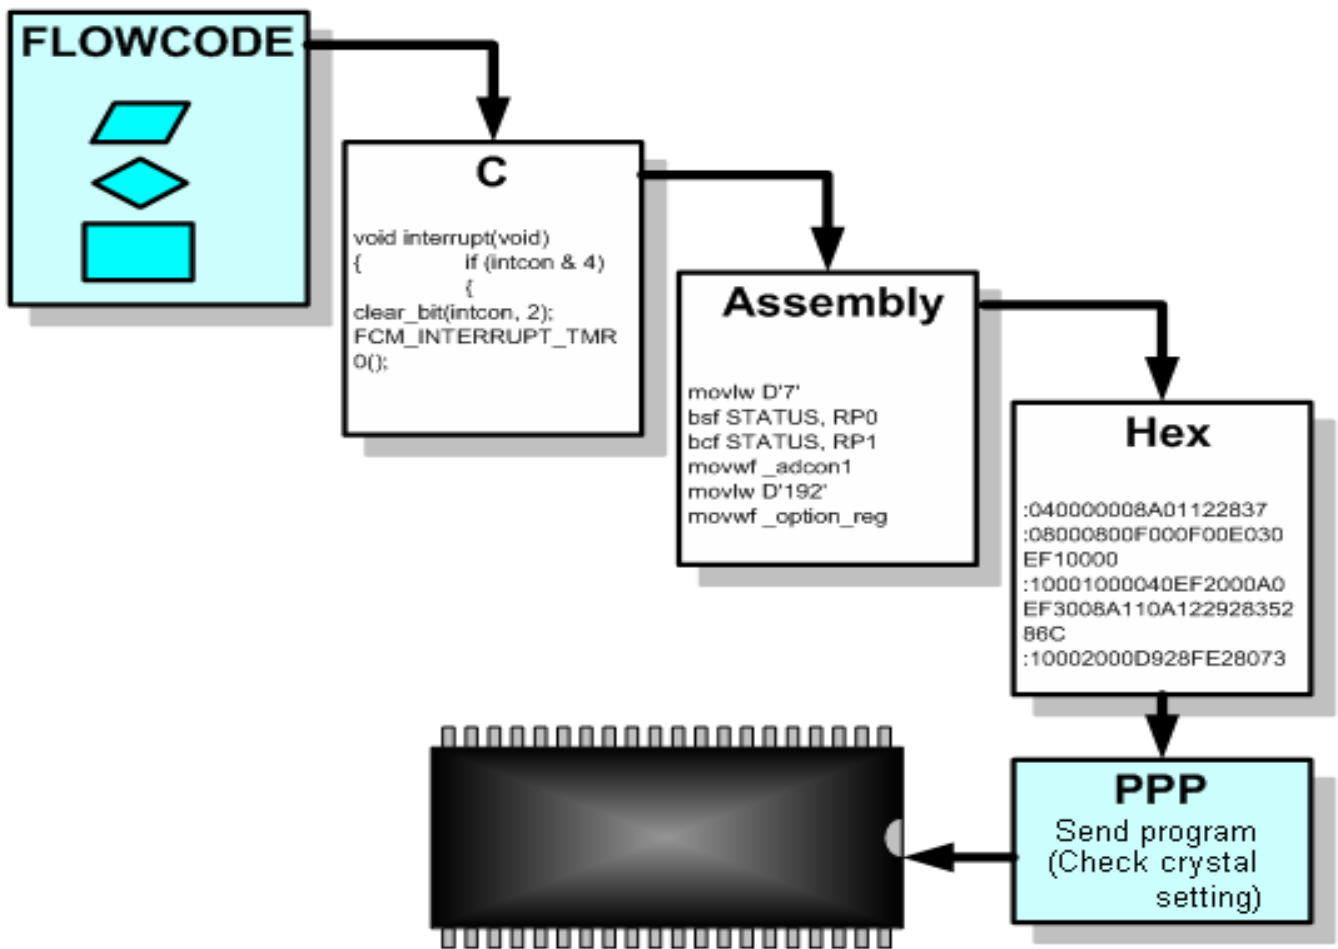 FLOWCODE
C
void interrupt(void)
{ if (intcon & 4)
{
clear_bit(intcon, 2);
FCM_INTERRUPT_TMR
0();
Assembly
movlw D'7'
bsf STATUS, RP0
bcf STATUS, RP1
movwf _adcon1
movlw D'192'
movwf _option_reg
Hex
:040000008A01122837
:08000800F000F00E030
EF10000
:10001000040EF2000A0
EF3008A110A122928352
86C
:10002000D928FE28073
PPP
Send program
(Check crystal
setting)